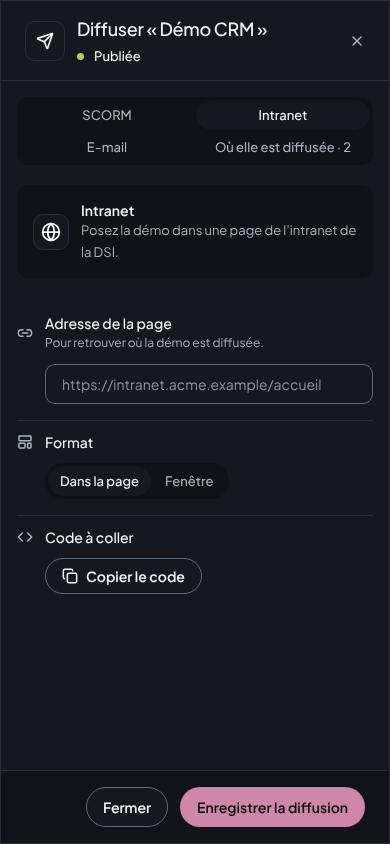 Diffuser « Démo CRM »
Publiée
SCORM
Intranet
E-mail
Où elle est diffusée · 2
Intranet
Posez la démo dans une page de l'intranet de
la DSI.
Adresse de la page
Pour retrouver où la démo est diffusée.
https://intranet.acme.example/accueil
Format
Dans la page
Fenêtre
Code à coller
Copier le code
Fermer
Enregistrer la diffusion